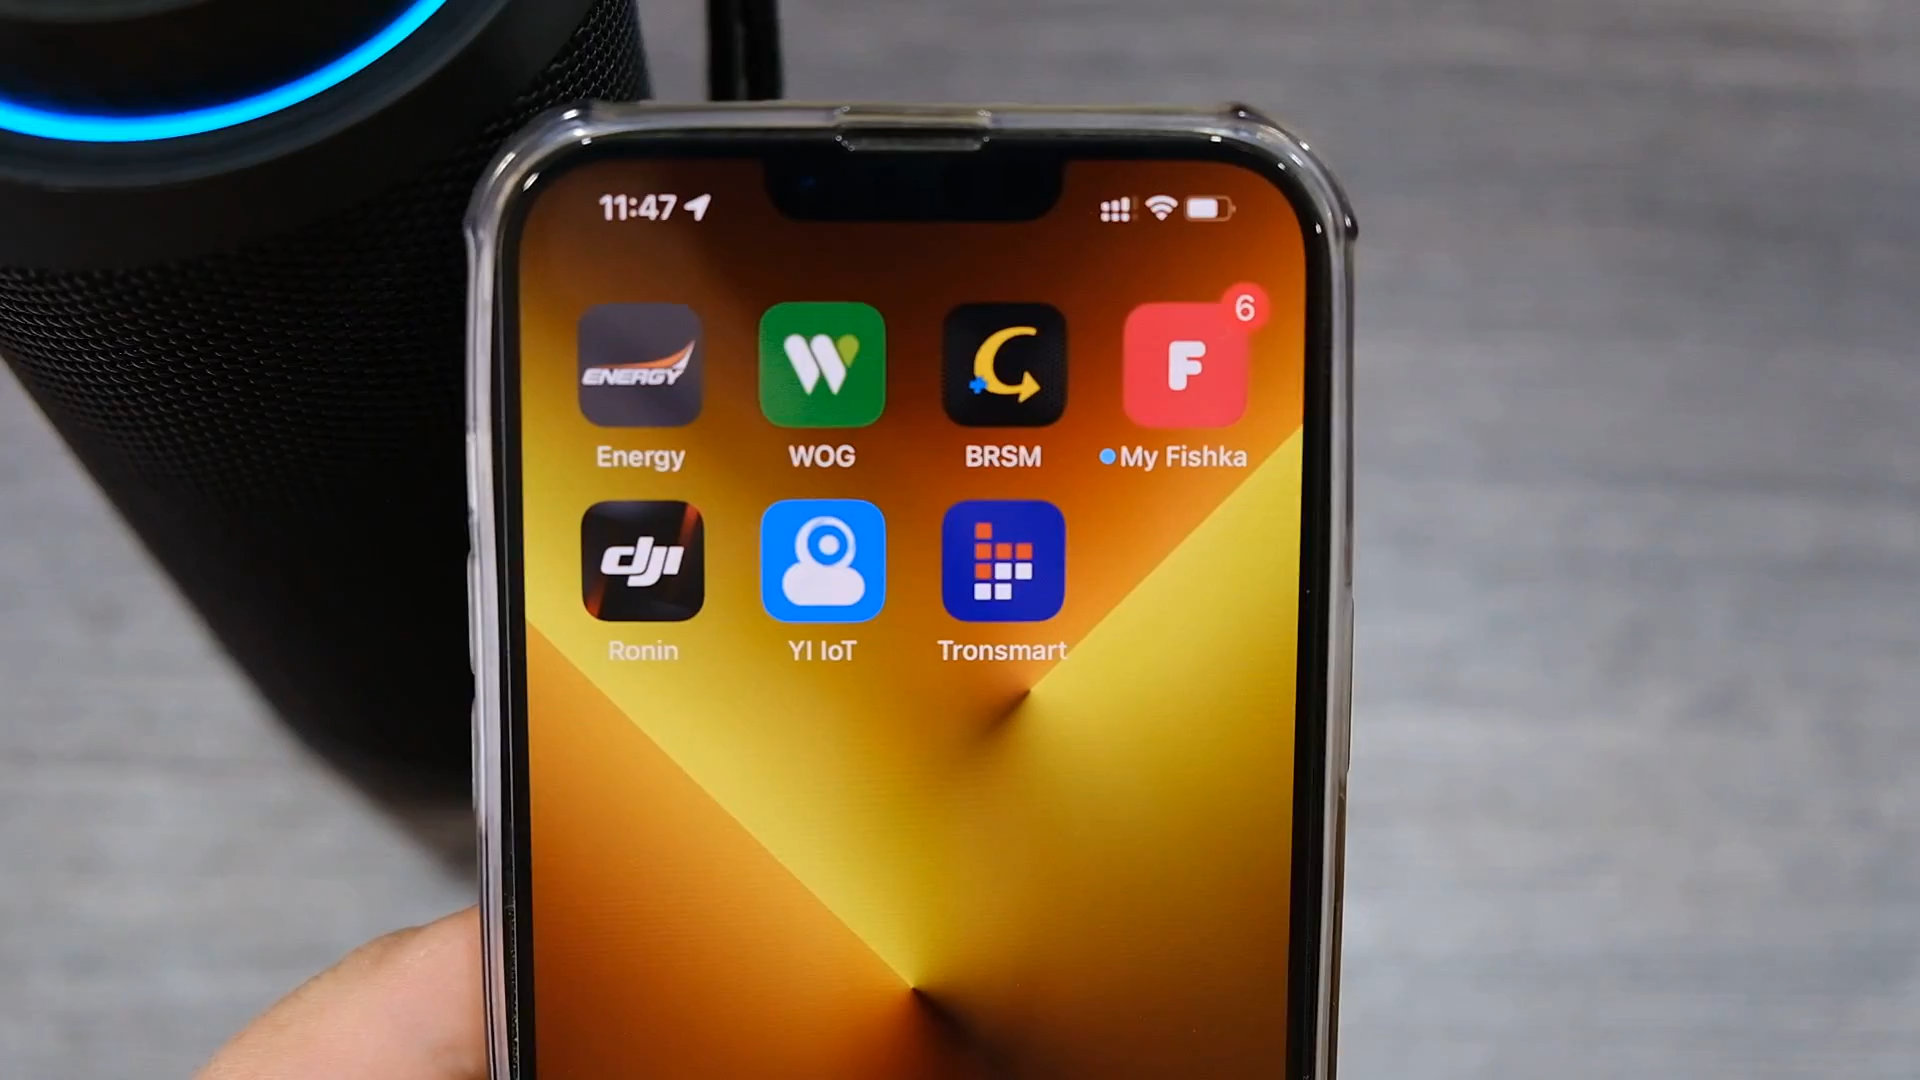 11:47
6
ENERGY
W
F
Energy
WOG
BRSM
My Fishka
dji
Ronin
YI IoT
Tronsmart